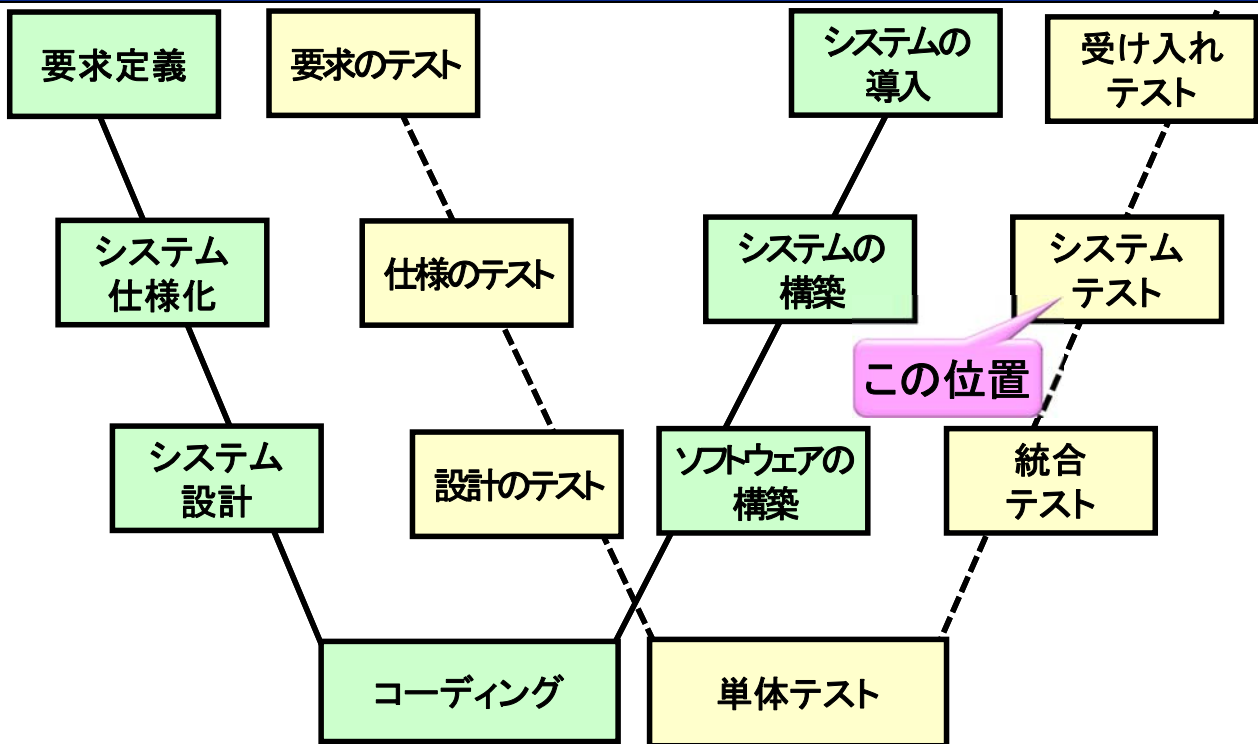 要求定義
要求のテスト
システムの
導入
受け入れ
テスト
システム
仕様化
仕様のテスト
システムの
構築
システム
テスト
この位置
システム
設計
設計のテスト
ソフトウェアの
構築
統合
テスト
コーディング
単体テスト